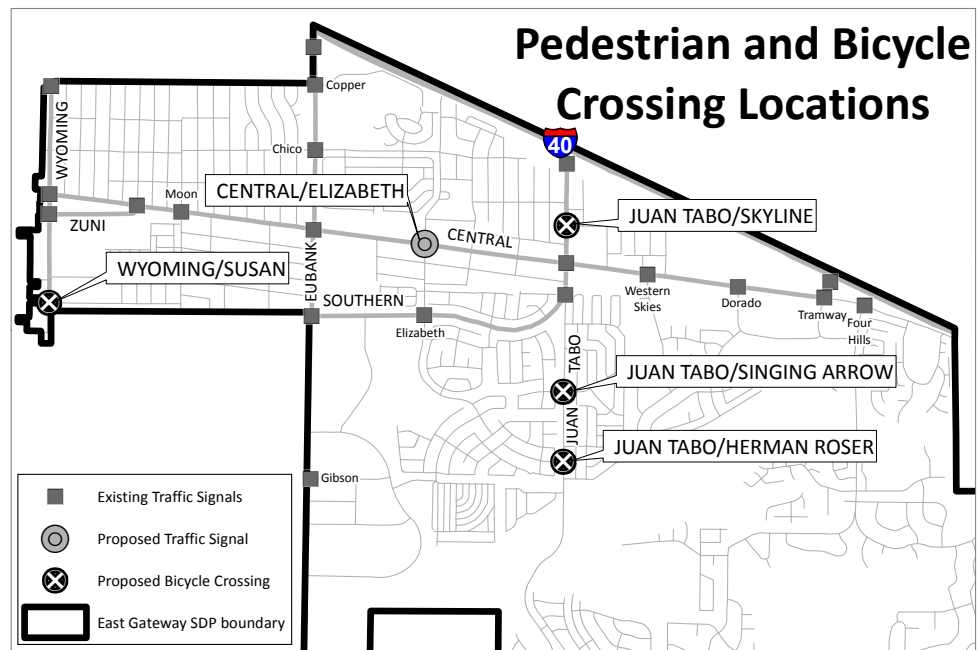 Pedestrian and Bicycle
Crossing Locations
Copper
WYOMING
40
Chico
CENTRAL/ELIZABETH
Moon
JUAN TABO/SKYLINE
ZUNI
CENTRAL
WYOMING/SUSAN
EUBANK
SOUTHERN
Western
Skies
Dorado
Tramway
Four
Hills
Elizabeth
JUAN TABO
JUAN TABO/SINGING ARROW
JUAN TABO/HERMAN ROSER
Gibson
Existing Traffic Signals
Proposed Traffic Signal
Proposed Bicycle Crossing
East Gateway SDP boundary